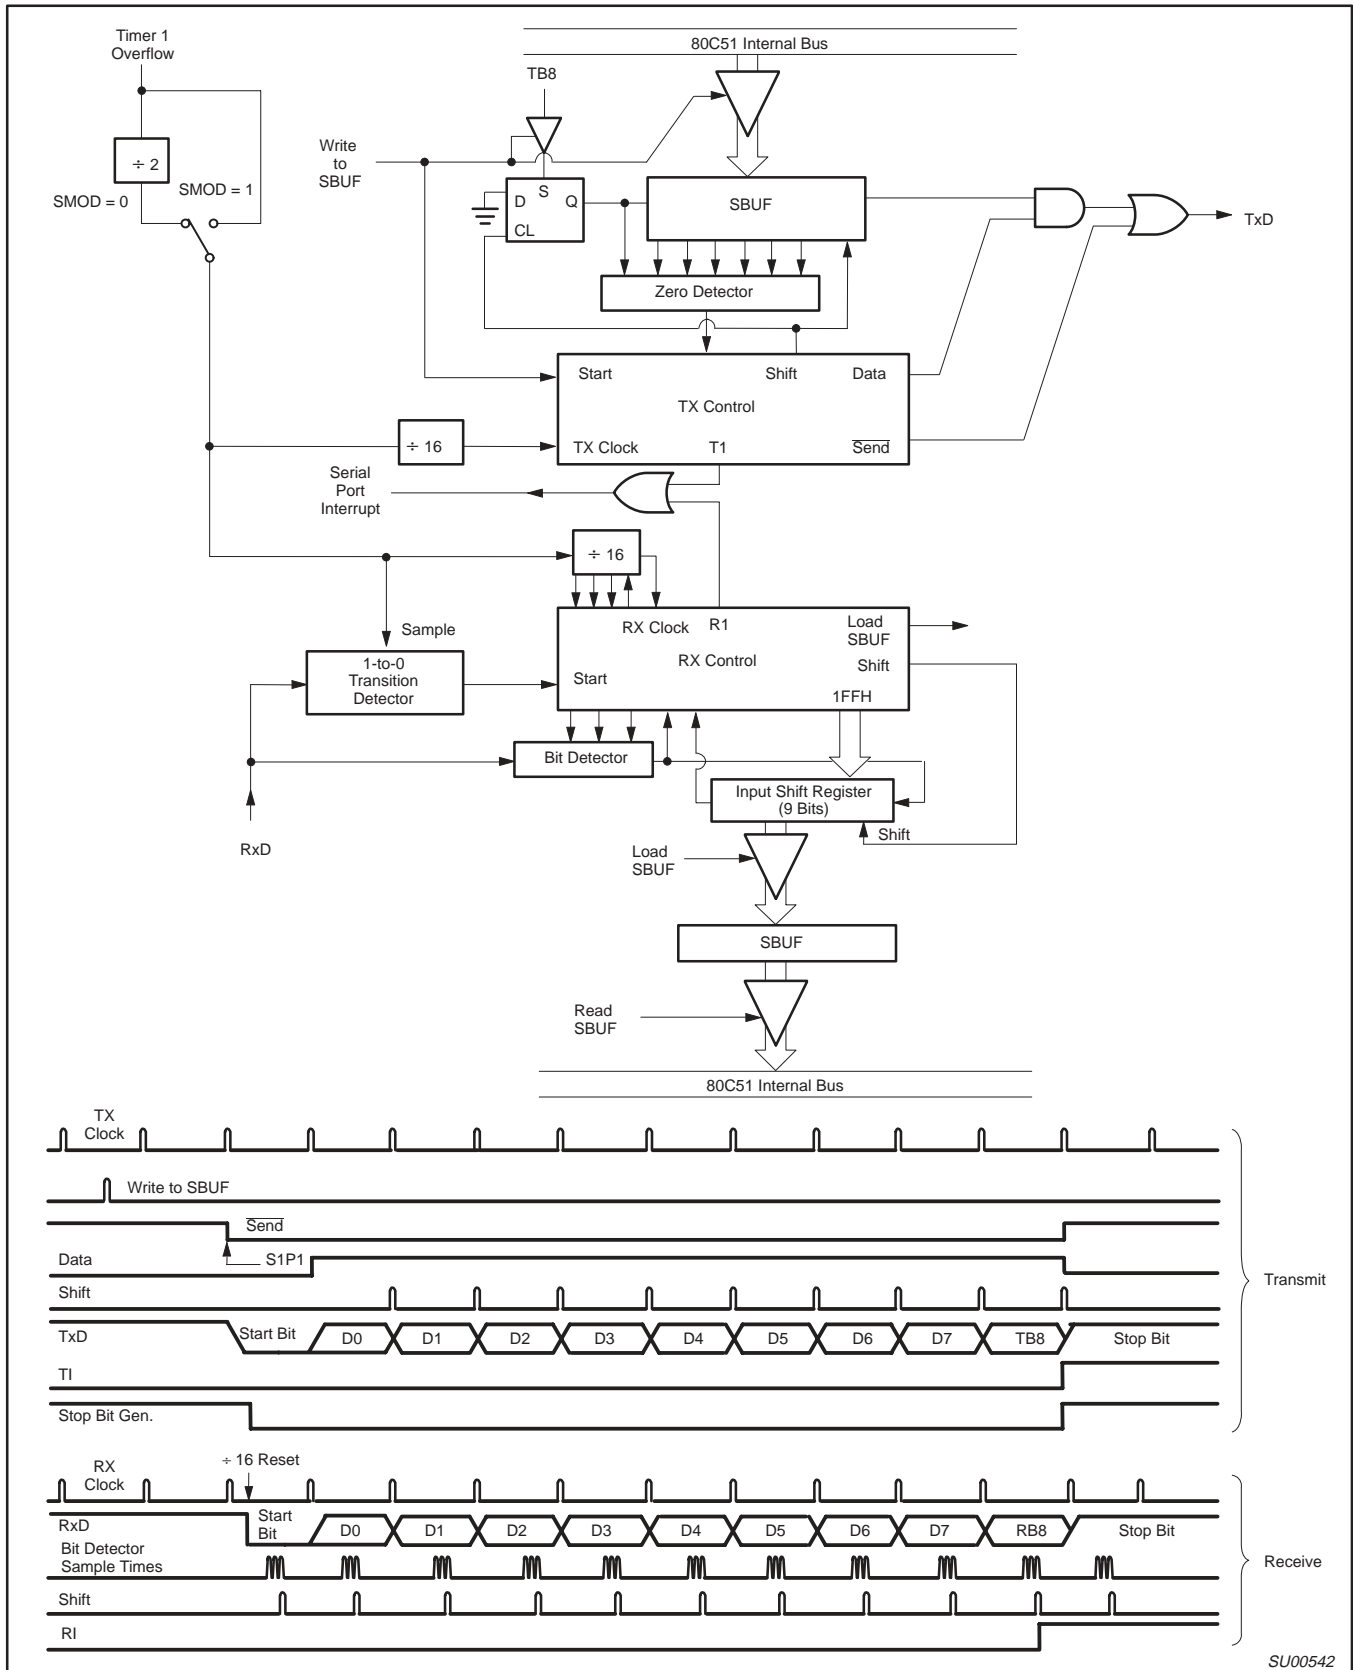 Timer 1
Overflow
80C51 Internal Bus
TB8
÷ 2
Write
to
SBUF
SMOD = 1
SMOD = 0
S
D
Q
CL
SBUF
TxD
Zero Detector
Start
Shift
Data
TX Control
÷ 16
TX Clock
T1
Send
Serial
Port
Interrupt
÷ 16
Sample
RX Clock
R1
Load
SBUF
RX Control
Shift
1-to-0
Transition
Detector
Start
1FFH
Bit Detector
Input Shift Register
(9 Bits)
Shift
RxD
Load
SBUF
SBUF
Read
SBUF
80C51 Internal Bus
TX
Clock
Write to SBUF
Send
Data
S1P1
Shift
Transmit
TxD
Start Bit
D0
D1
D2
D3
D4
D5
D6
D7
TB8
Stop Bit
TI
Stop Bit Gen.
÷ 16 Reset
RX
Clock
RxD
Start
Bit
D0
D1
D2
D3
D4
D5
D6
D7
RB8
Stop Bit
Bit Detector
Sample Times
Receive
Shift
RI
SU00542